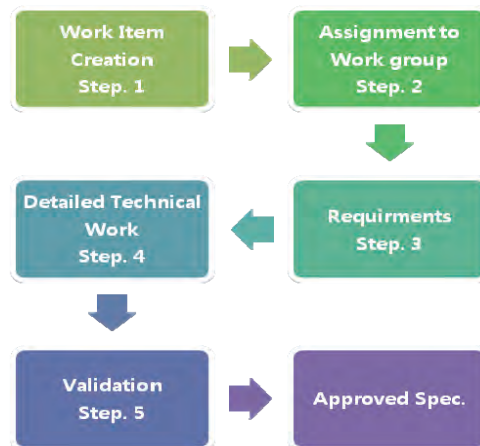 Work Item
Creation
Step. 1
Assignment to
Work group
Step. 2
Requirments
Step. 3
Detailed Technical
Work
Step. 4
Validation
Step. 5
Approved Spec.